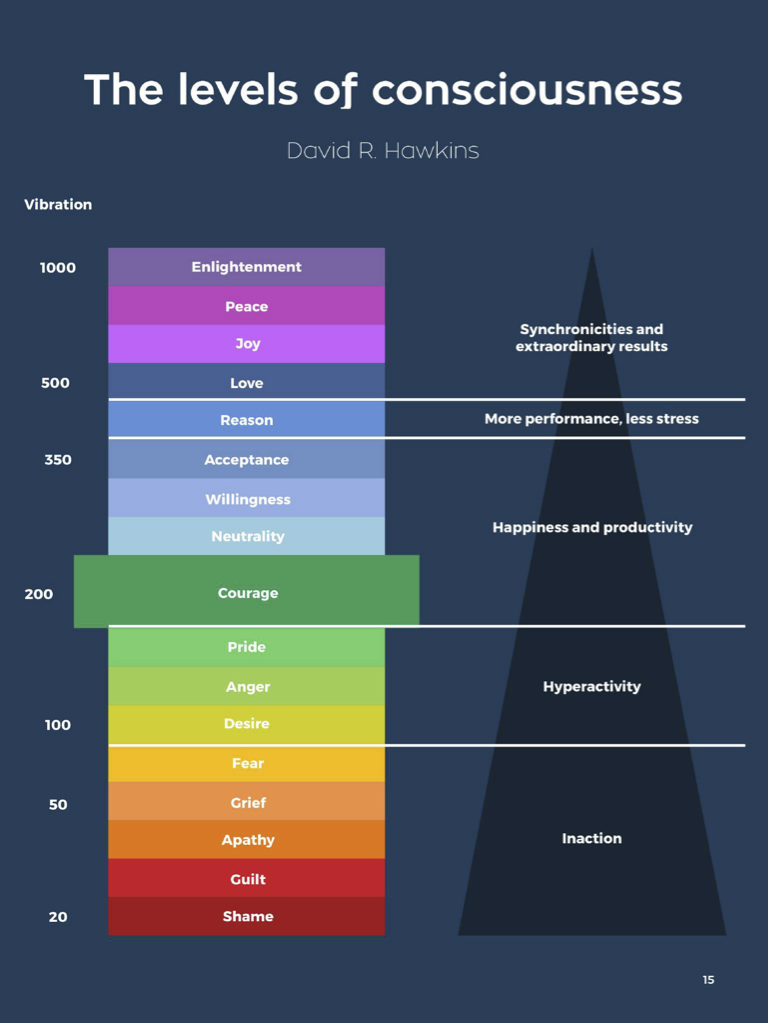 The levels of consciousness
David R. Hawkins
Vibration
1000
Enlightenment
Peace
Joy
Synchronicities and
extraordinary results
500
Love
Reason
More performance, less stress
350
Acceptance
Willingness
Happiness and productivity
Neutrality
200
Courage
Pride
Anger
Hyperactivity
100
Desire
Fear
50
Grief
Apathy
Inaction
Guilt
20
Shame
15